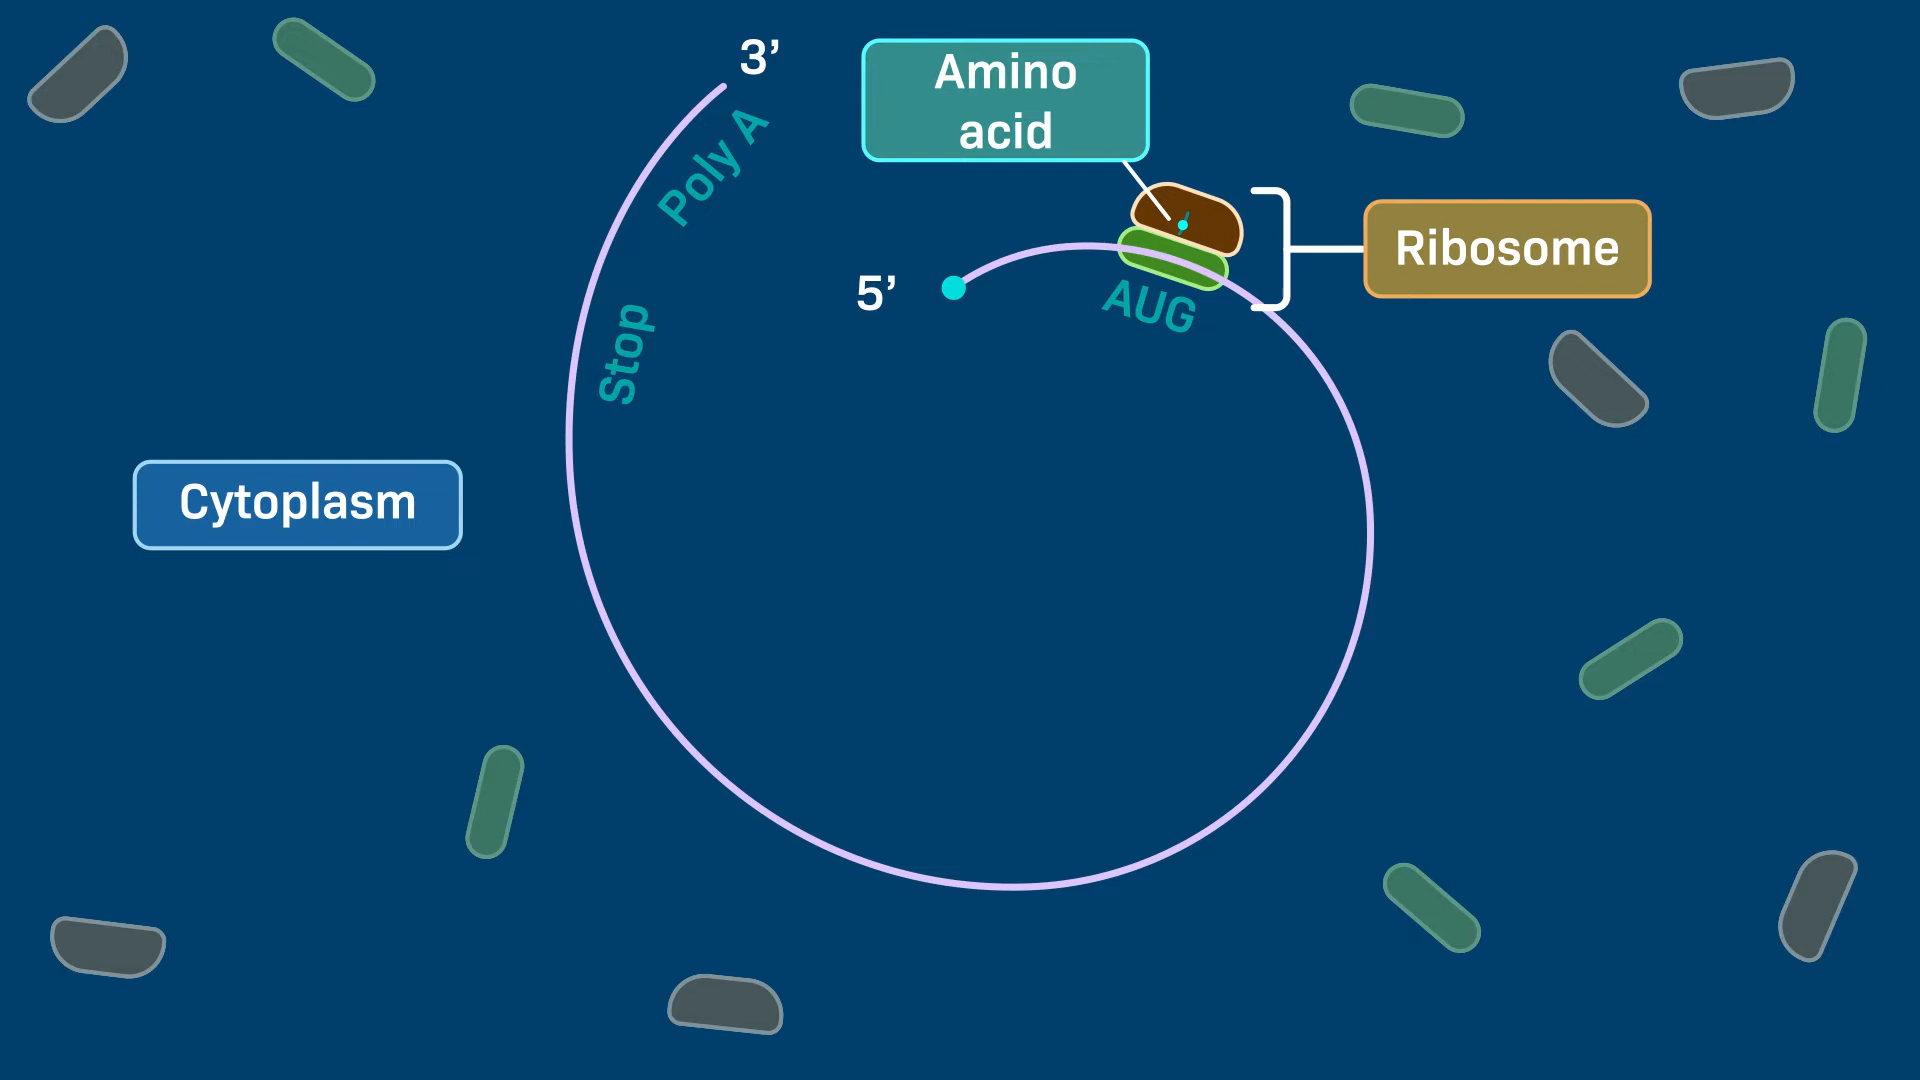 3’
Amino
acid
Poly A
Ribosome
5’
AUG
Stop
Cytoplasm